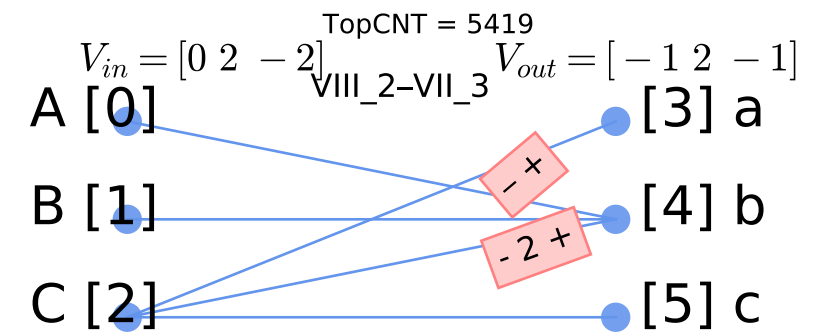 TopCNT = 5419
V_in = [0 2 −2] V_out = [−1 2 −1]
VIII_2−VII_3
A [0] [3] a
− +
B [1] [4] b
- 2 +
C [2] [5] c